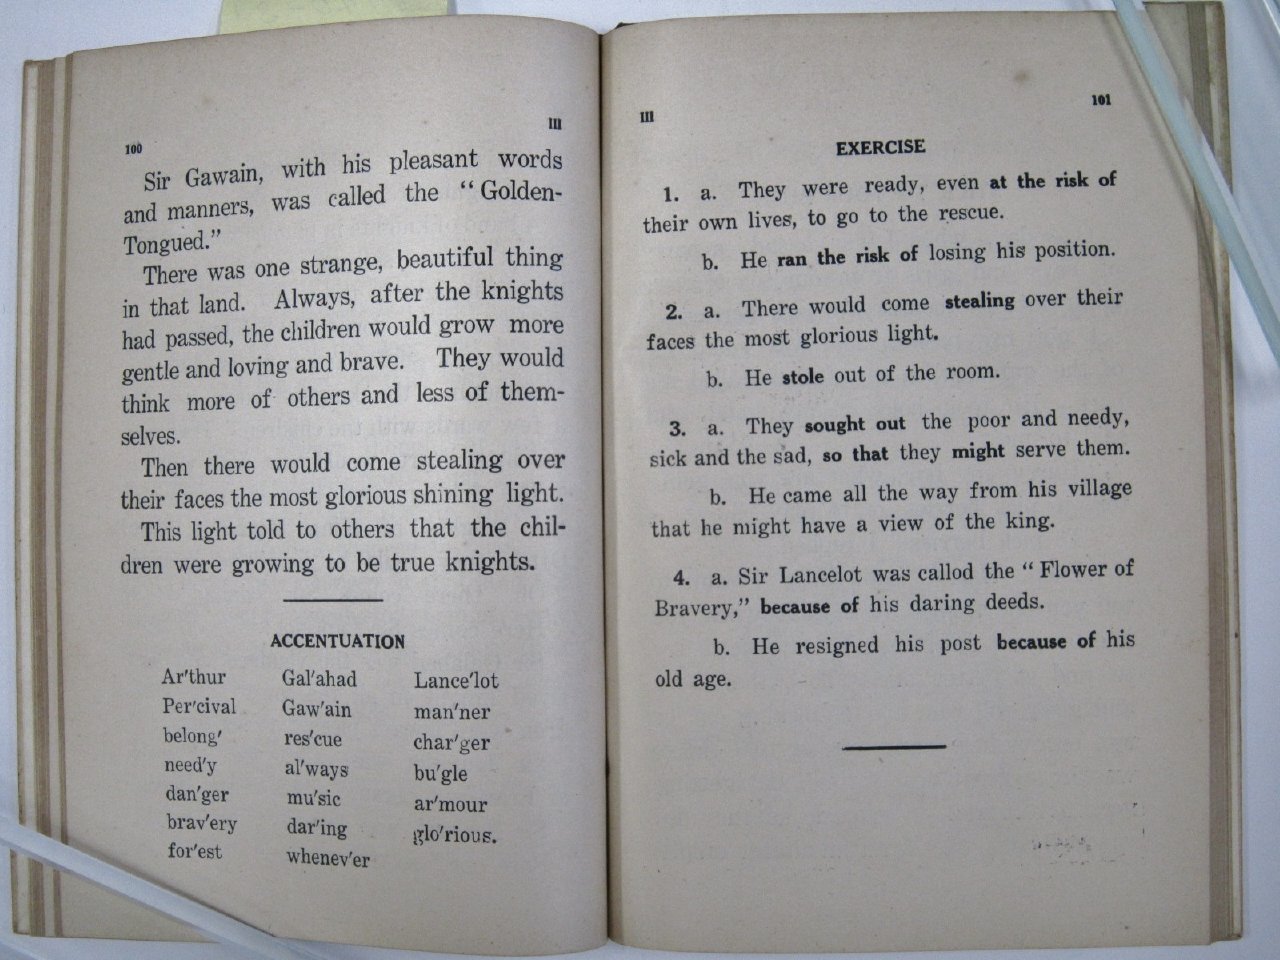 100
III
Sir Gawain, with his pleasant words
and manners, was called the "Golden-
Tongued."
There was one strange, beautiful thing
in that land. Always, after the knights
had passed, the children would grow more
gentle and loving and brave. They would
think more of others and less of them-
selves.
Then there would come stealing over
their faces the most glorious shining light.
This light told to others that the chil-
dren were growing to be true knights.
ACCENTUATION
Ar'thur Gal'ahad Lance'lot
Per'cival Gaw'ain man'ner
belong' res'cue char'ger
need'y al'ways bu'gle
dan'ger mu'sic ar'mour
brav'ery dar'ing glo'rious.
for'est whenev'er
III
101
EXERCISE
1. a. They were ready, even at the risk of
their own lives, to go to the rescue.
b. He ran the risk of losing his position.
2. a. There would come stealing over their
faces the most glorious light.
b. He stole out of the room.
3. a. They sought out the poor and needy,
sick and the sad, so that they might serve them.
b. He came all the way from his village
that he might have a view of the king.
4. a. Sir Lancelot was callod the "Flower of
Bravery," because of his daring deeds.
b. He resigned his post because of his
old age.